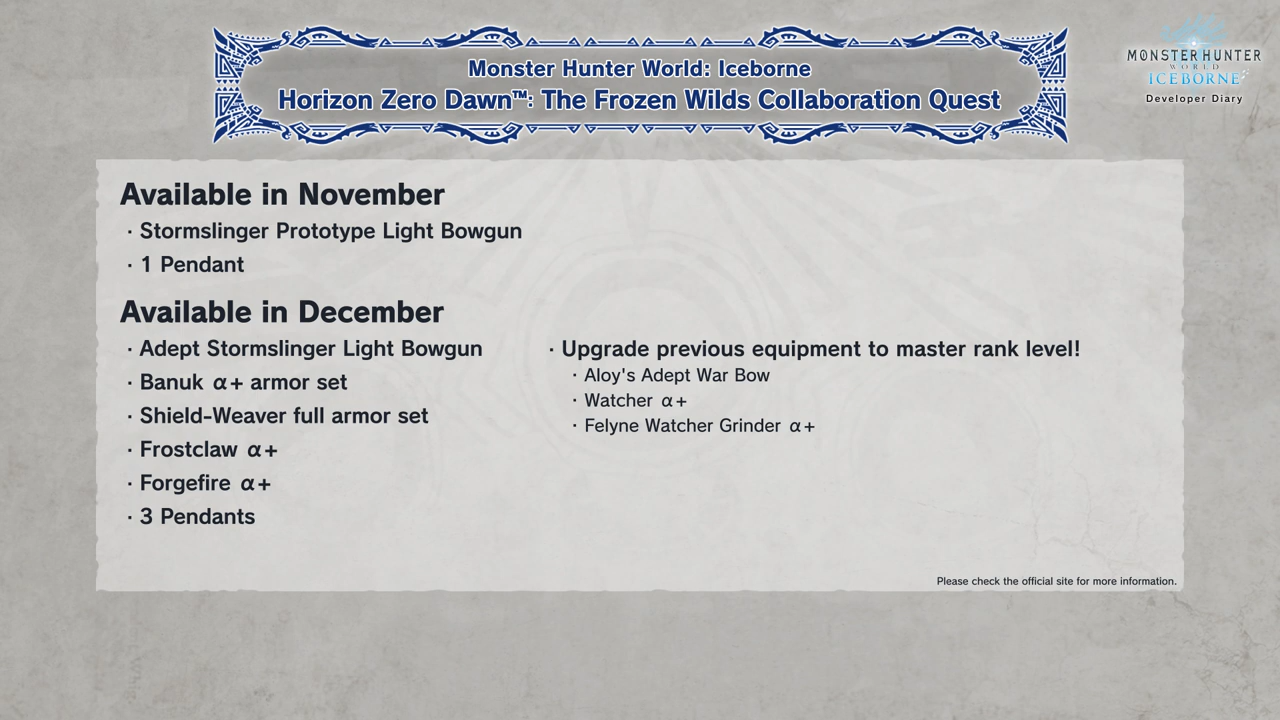 Monster Hunter World: Iceborne
Horizon Zero Dawn™: The Frozen Wilds Collaboration Quest
MONSTER HUNTER
WORLD
ICEBORNE
Developer Diary
Available in November
· Stormslinger Prototype Light Bowgun
· 1 Pendant
Available in December
· Adept Stormslinger Light Bowgun
· Banuk α+ armor set
· Shield-Weaver full armor set
· Frostclaw α+
· Forgefire α+
· 3 Pendants
· Upgrade previous equipment to master rank level!
· Aloy's Adept War Bow
· Watcher α+
· Felyne Watcher Grinder α+
Please check the official site for more information.